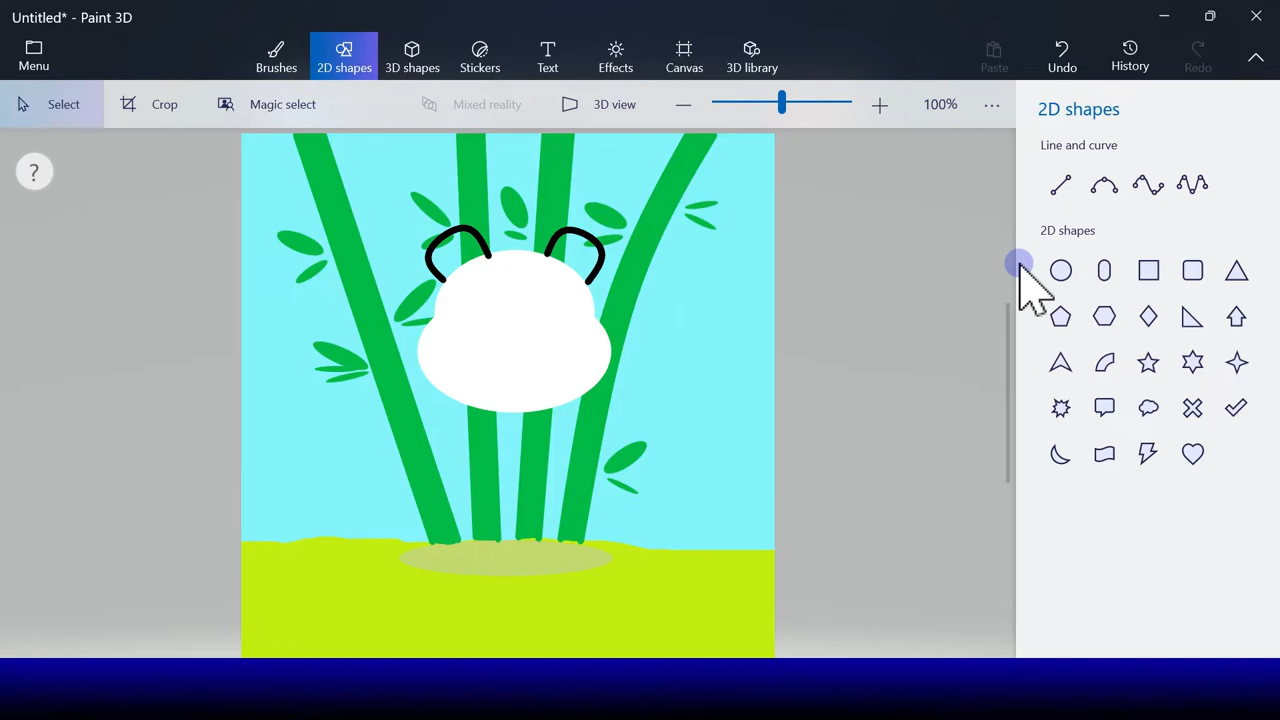 Untitled* - Paint 3D
Menu
Brushes
2D shapes
3D shapes
Stickers
Text
Effects
Canvas
3D library
Paste
Undo
History
Redo
Select
Crop
Magic select
Mixed reality
3D view
100%
2D shapes
Line and curve
2D shapes
?